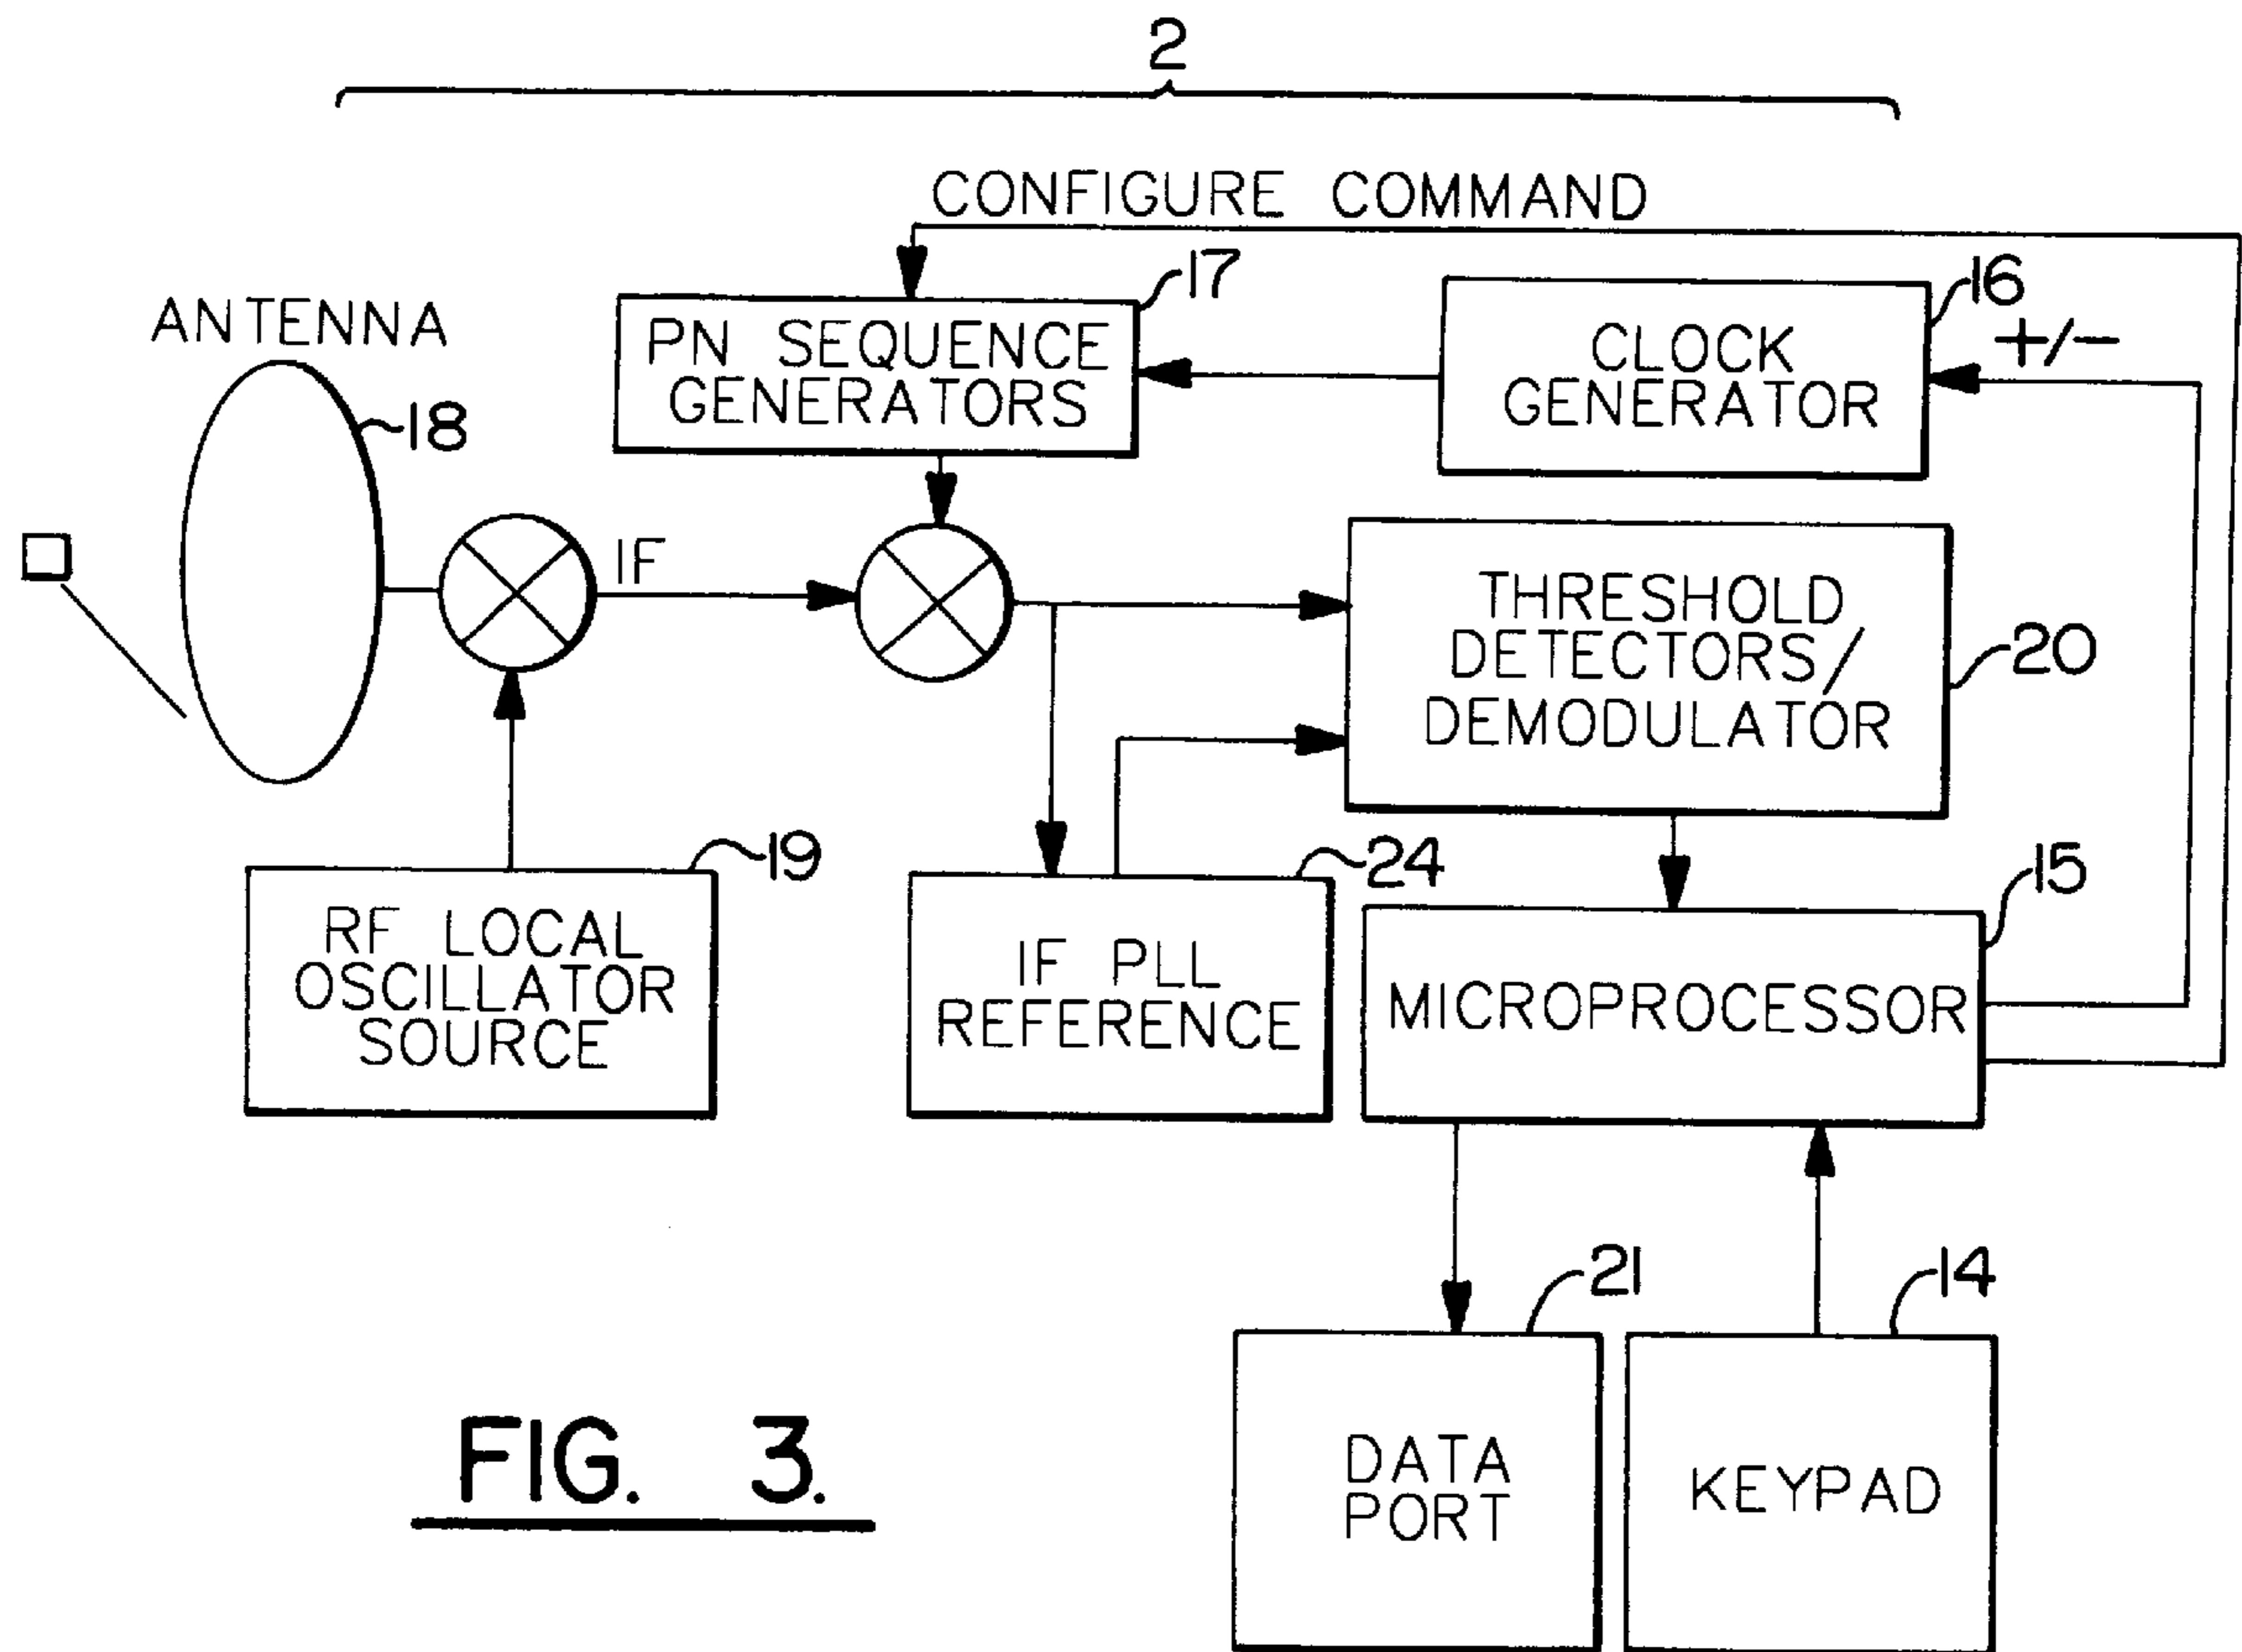 2
CONFIGURE COMMAND
17
16
ANTENNA
PN SEQUENCE
GENERATORS
CLOCK
GENERATOR
+/-
18
IF
THRESHOLD
DETECTORS/
DEMODULATOR
20
19
24
15
RF LOCAL
OSCILLATOR
SOURCE
IF PLL
REFERENCE
MICROPROCESSOR
21
14
DATA
PORT
KEYPAD
FIG. 3.